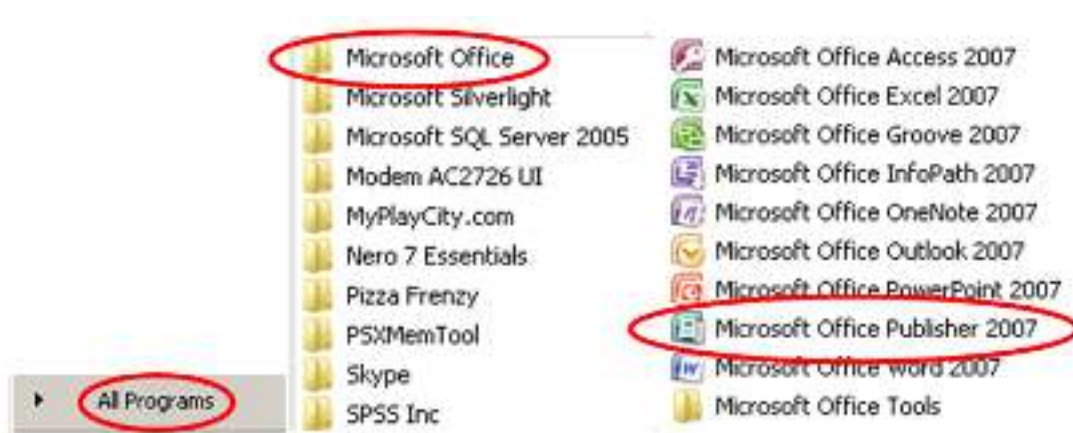 Microsoft Office
Microsoft Silverlight
Microsoft SQL Server 2005
Modem AC2726 UI
MyPlayCity.com
Nero 7 Essentials
Pizza Frenzy
PSXMemTool
Skype
SPSS Inc
All Programs
Microsoft Office Access 2007
Microsoft Office Excel 2007
Microsoft Office Groove 2007
Microsoft Office InfoPath 2007
Microsoft Office OneNote 2007
Microsoft Office Outlook 2007
Microsoft Office PowerPoint 2007
Microsoft Office Publisher 2007
Microsoft Office Word 2007
Microsoft Office Tools